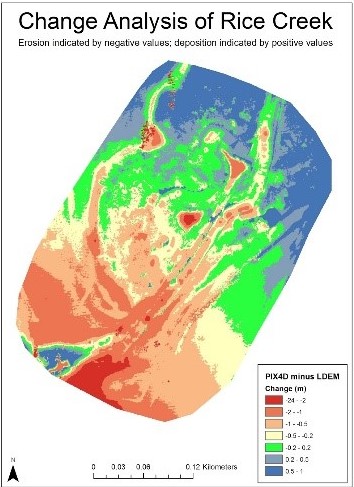 Change Analysis of Rice Creek
Erosion indicated by negative values; deposition indicated by positive values
PIX4D minus LDEM
Change (m)
-24 - -2
-2 - -1
-1 - -0.5
-0.5 - -0.2
-0.2 - 0.2
0.2 - 0.5
0.5 - 1
N
0 0.03 0.06 0.12 Kilometers